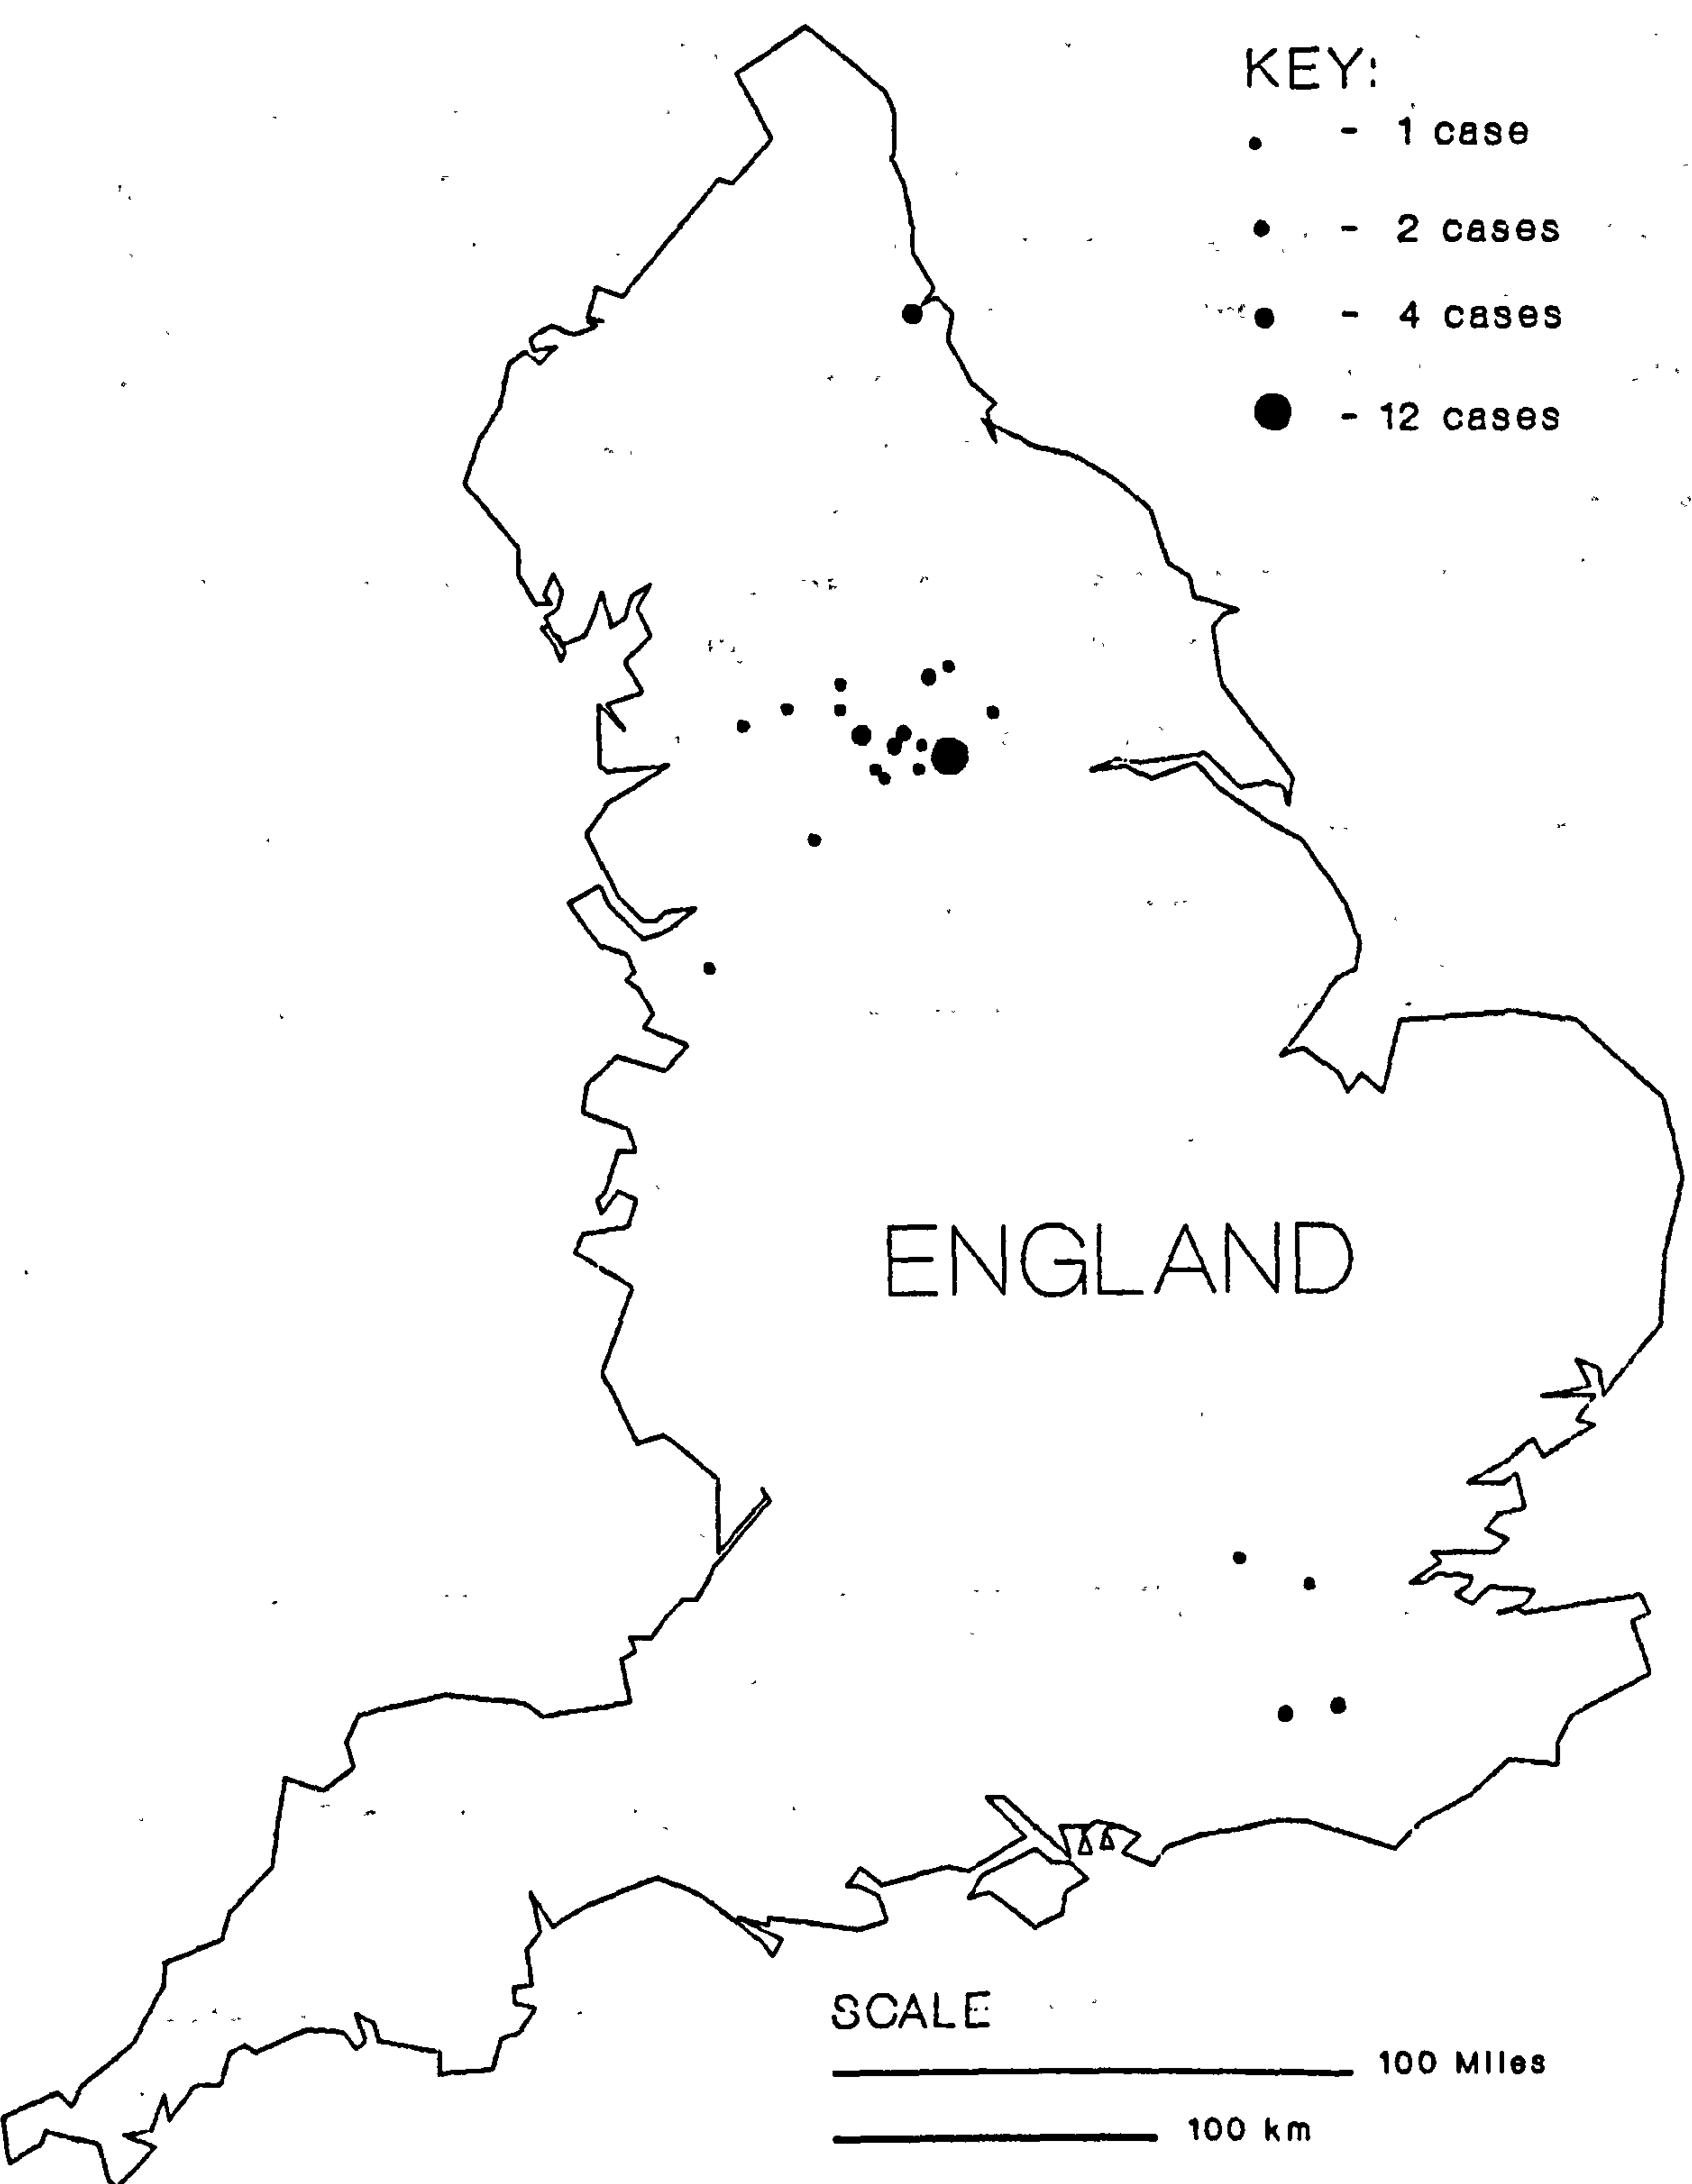 KEY:
- 1 case
- 2 cases
- 4 cases
- 12 cases
ENGLAND
SCALE
100 Miles
100 km